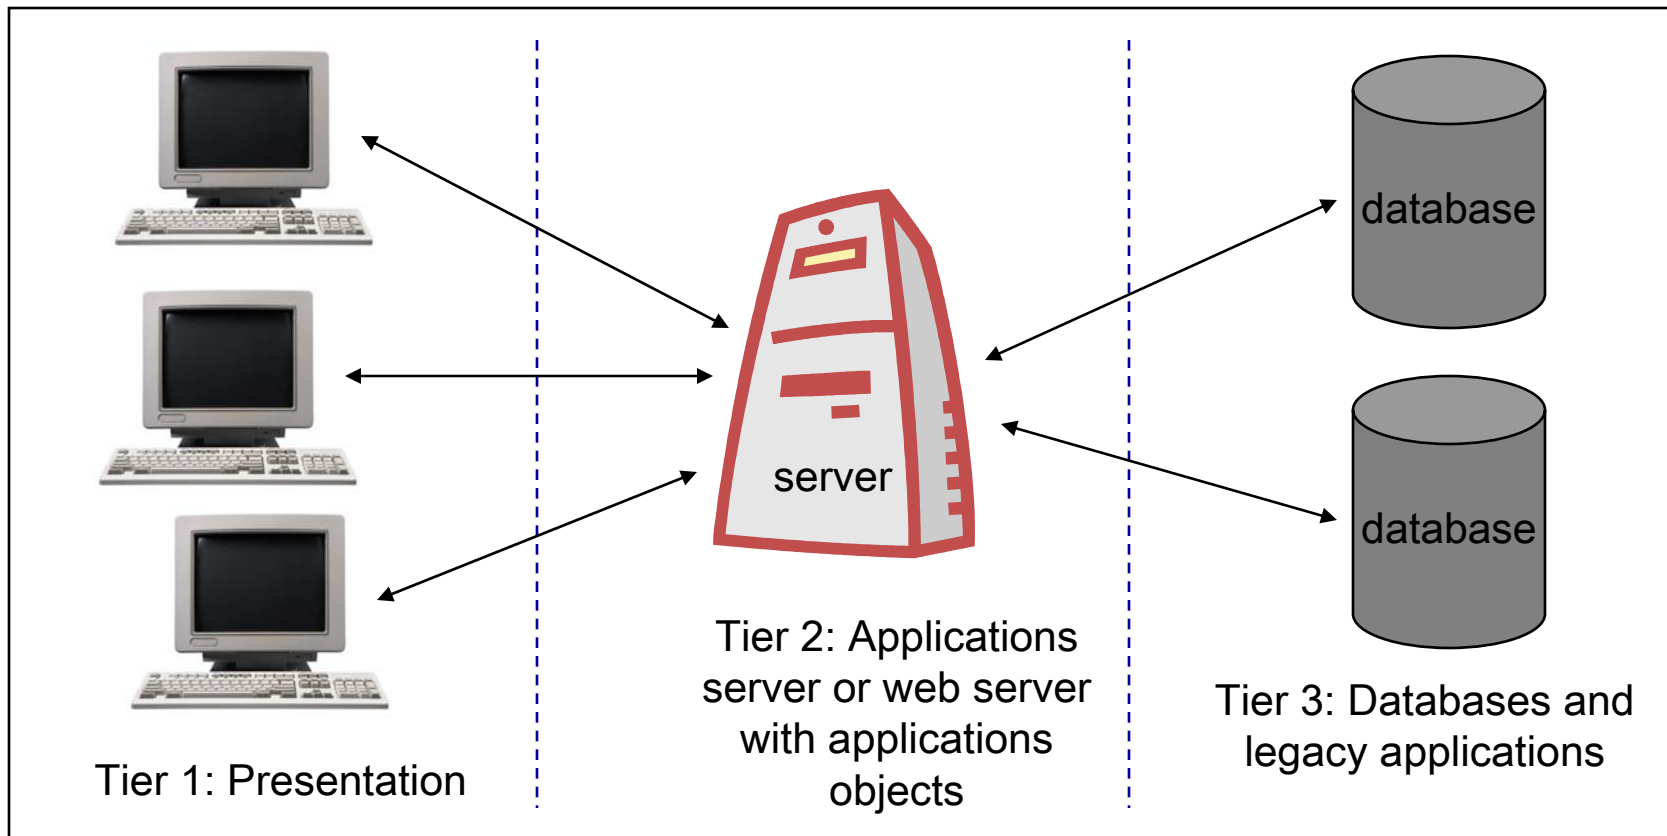 database
server
database
Tier 1: Presentation
Tier 2: Applications
server or web server
with applications
objects
Tier 3: Databases and
legacy applications